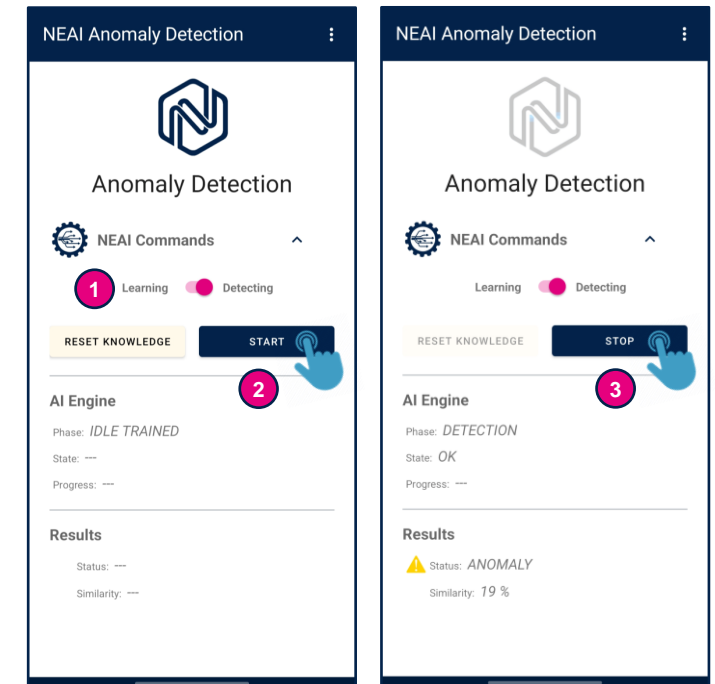 NEAI Anomaly Detection
Anomaly Detection
NEAI Commands
1
Learning Detecting
RESET KNOWLEDGE START
2
AI Engine
Phase: IDLE TRAINED
State: ---
Progress: ---
Results
Status: ---
Similarity: ---
NEAI Anomaly Detection
Anomaly Detection
NEAI Commands
Learning Detecting
RESET KNOWLEDGE STOP
3
AI Engine
Phase: DETECTION
State: OK
Progress: ---
Results
Status: ANOMALY
Similarity: 19 %